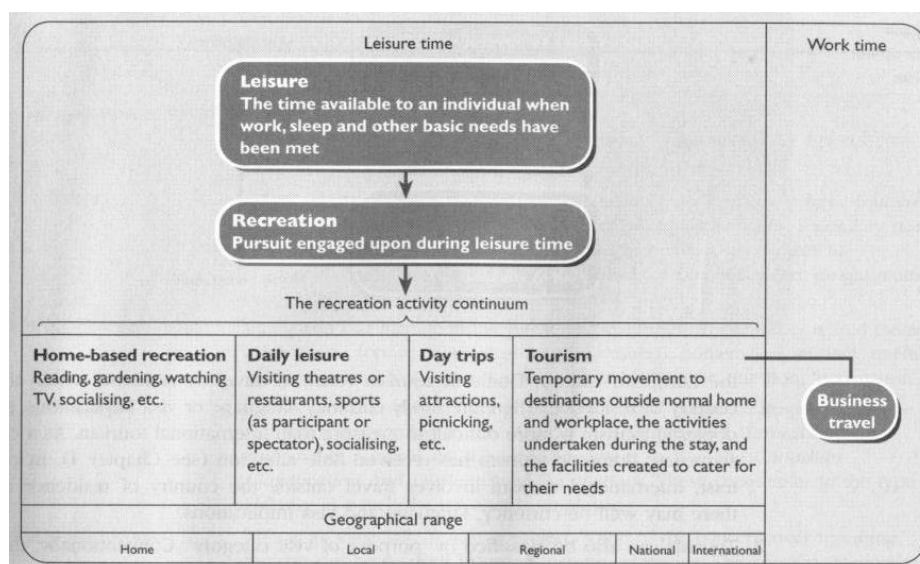 Leisure time
Work time
Leisure
The time available to an individual when
work, sleep and other basic needs have
been met
Recreation
Pursuit engaged upon during leisure time
The recreation activity continuum
Home-based recreation
Reading, gardening, watching
TV, socialising, etc.
Daily leisure
Visiting theatres or
restaurants, sports
(as participant or
spectator), socialising,
etc.
Day trips
Visiting
attractions,
picnicking,
etc.
Tourism
Temporary movement to
destinations outside normal home
and workplace, the activities
undertaken during the stay and
the facilities created to cater for
their needs
Business
travel
Geographical range
Home
Local
Regional
National
International